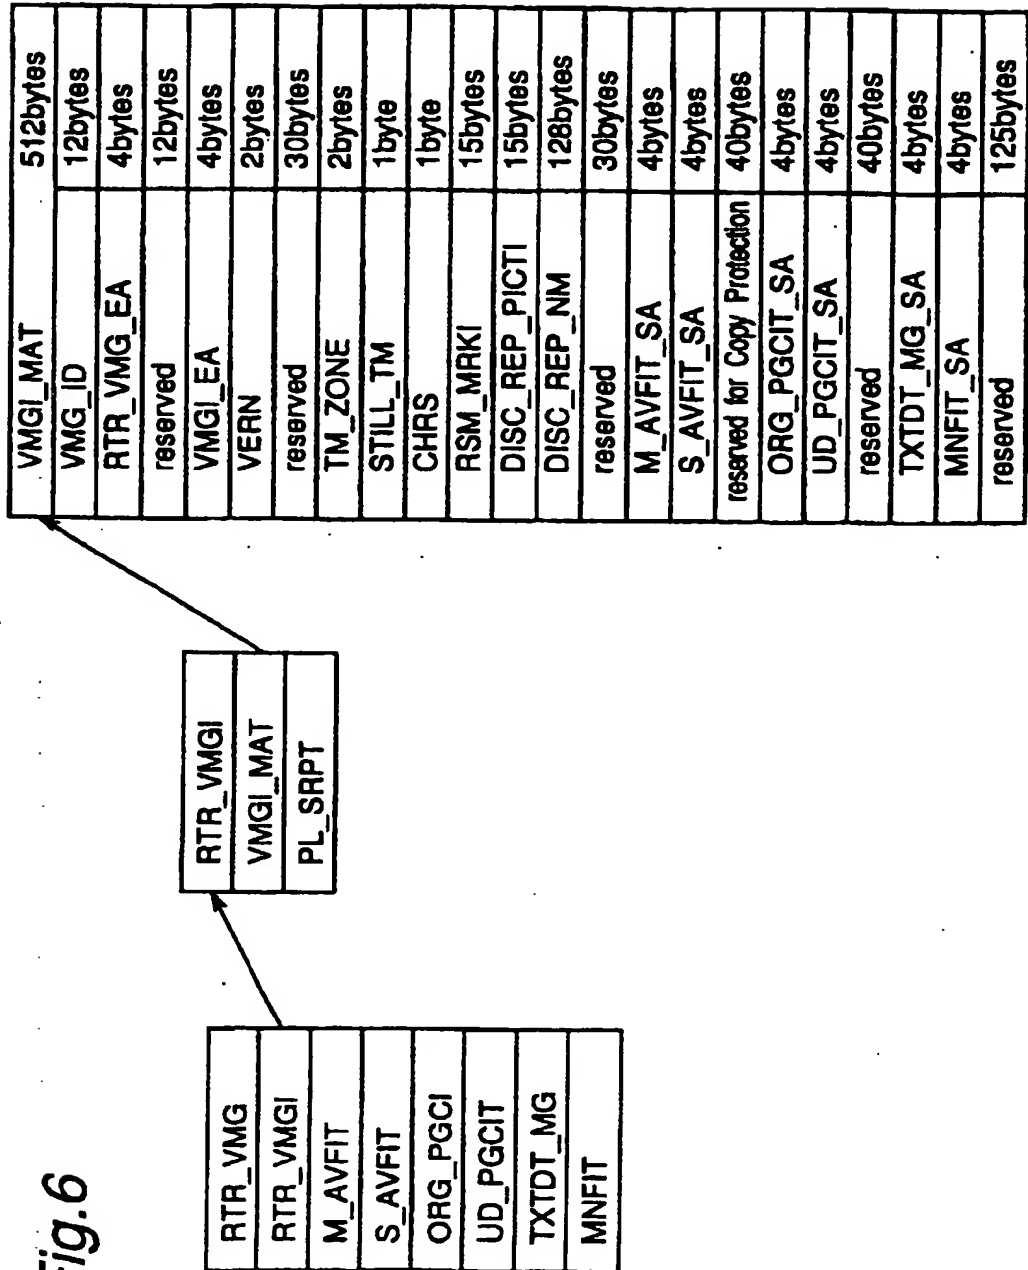 Fig.6
RTR_VMG
RTR_VMGI
M_AVFIT
S_AVFIT
ORG_PGCI
UD_PGCIT
TXTDT_MG
MNFIT
RTR_VMGI
VMGI_MAT
PL_SRPT
VMGI_MAT 512bytes
VMG_ID 12bytes
RTR_VMG_EA 4bytes
reserved 12bytes
VMGI_EA 4bytes
VERN 2bytes
reserved 30bytes
TM_ZONE 2bytes
STILL_TM 1byte
CHRS 1byte
RSM_MRKI 15bytes
DISC_REP_PICTI 15bytes
DISC_REP_NM 128bytes
reserved 30bytes
M_AVFIT_SA 4bytes
S_AVFIT_SA 4bytes
reserved for Copy Protection 40bytes
ORG_PGCIT_SA 4bytes
UD_PGCIT_SA 4bytes
reserved 40bytes
TXTDT_MG_SA 4bytes
MNFIT_SA 4bytes
reserved 125bytes